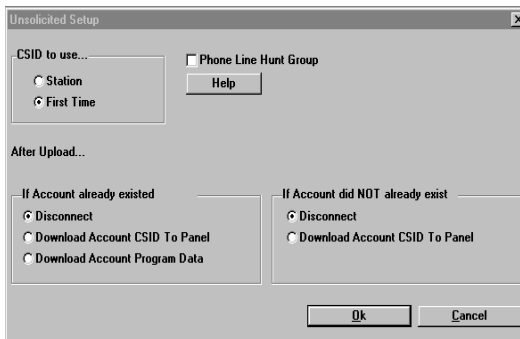 Unsolicited Setup
CSID to use...
Station
First Time
Phone Line Hunt Group
Help
After Upload...
If Account already existed
Disconnect
Download Account CSID To Panel
Download Account Program Data
If Account did NOT already exist
Disconnect
Download Account CSID To Panel
Ok
Cancel